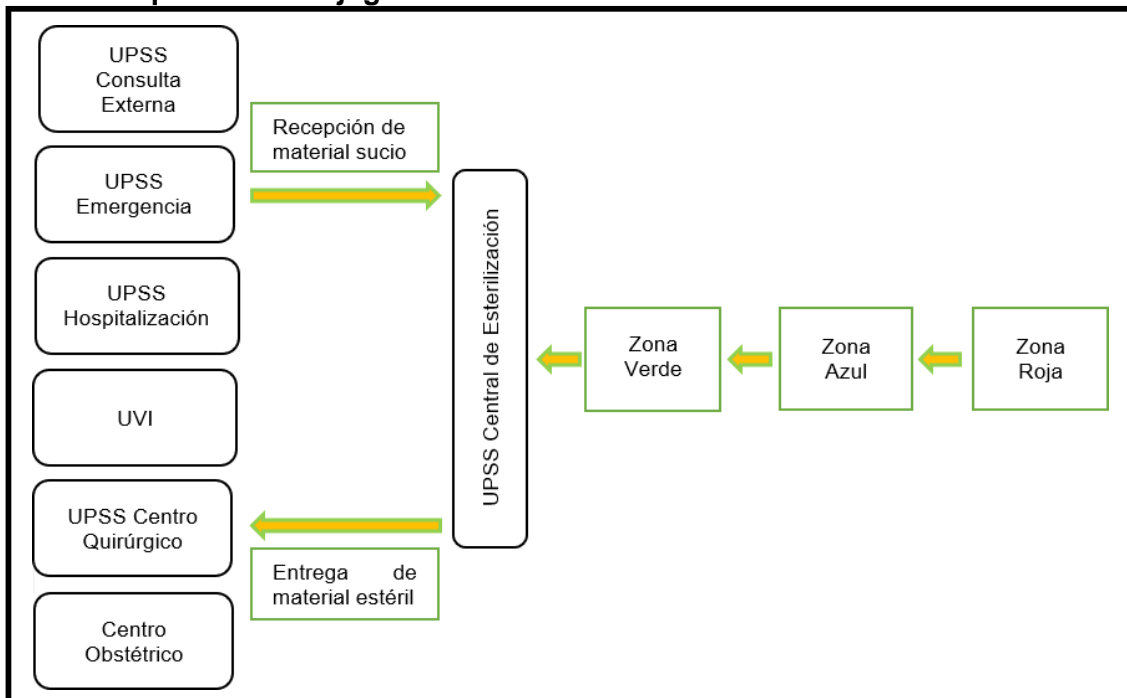 UPSS
Consulta
Externa
UPSS
Emergencia
UPSS
Hospitalización
UVI
UPSS Centro
Quirúrgico
Centro
Obstétrico
Recepción de
material sucio
Entrega de
material estéril
UPSS Central de Esterilización
Zona
Verde
Zona
Azul
Zona
Roja